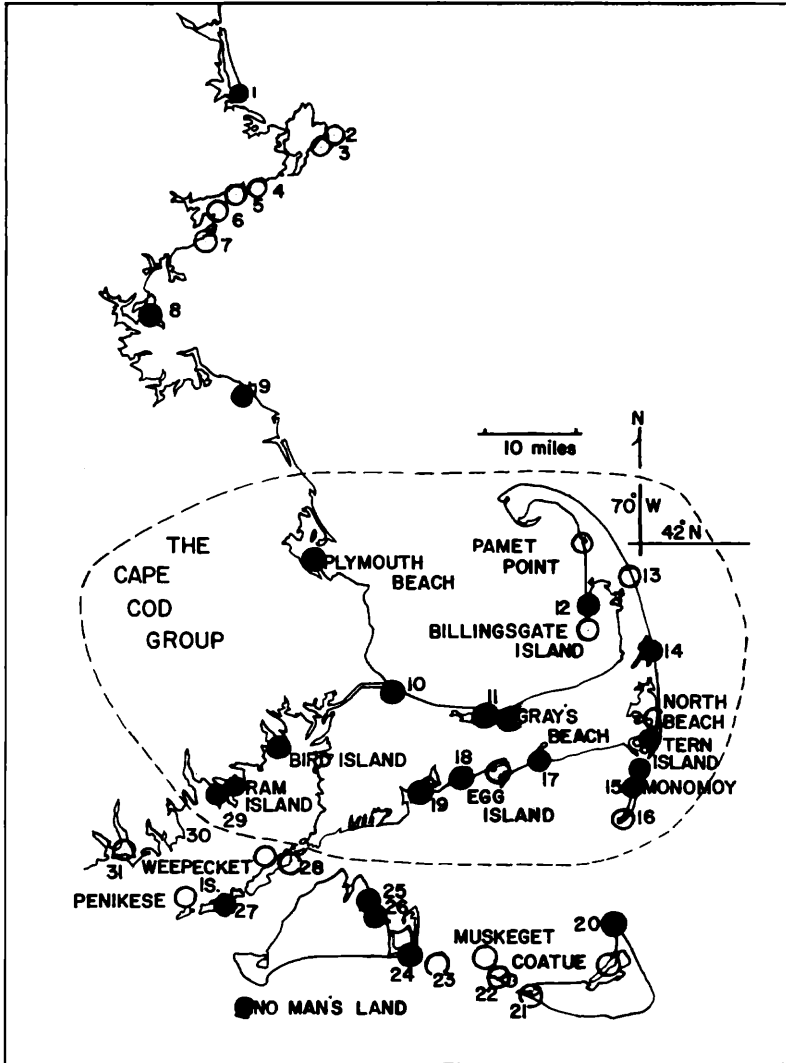 1
2
3
4
5
6
7
8
9
N
10 miles
70° W
42° N
THE
CAPE
COD
GROUP
PAMET
POINT
13
PLYMOUTH
BEACH
12
BILLINGSGATE
ISLAND
14
10
11
GRAY'S
BEACH
NORTH
BEACH
TERN
ISLAND
BIRD ISLAND
18
17
EGG
ISLAND
15
MONOMOY
16
RAM
ISLAND
29
19
30
31
WEEPECKET
IS.
28
PENIKESE
27
25
26
24
23
MUSKEGET
COATUE
20
22
21
NO MAN'S LAND